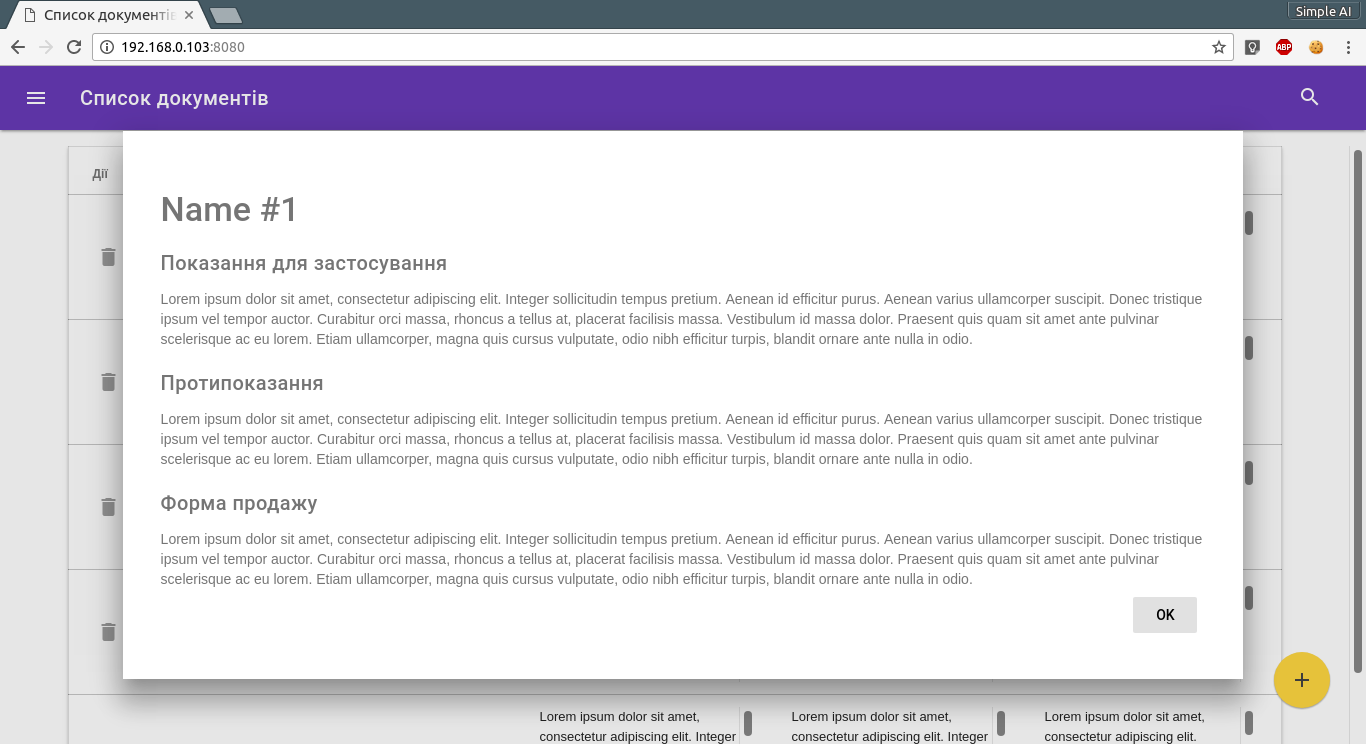 Список документів
Simple AI
192.168.0.103:8080
ABP
Список документів
Дії
Name #1
Показання для застосування
Lorem ipsum dolor sit amet, consectetur adipiscing elit. Integer sollicitudin tempus pretium. Aenean id efficitur purus. Aenean varius ullamcorper suscipit. Donec tristique
ipsum vel tempor auctor. Curabitur orci massa, rhoncus a tellus at, placerat facilisis massa. Vestibulum id massa dolor. Praesent quis quam sit amet ante pulvinar
scelerisque ac eu lorem. Etiam ullamcorper, magna quis cursus vulputate, odio nibh efficitur turpis, blandit ornare ante nulla in odio.
Протипоказання
Lorem ipsum dolor sit amet, consectetur adipiscing elit. Integer sollicitudin tempus pretium. Aenean id efficitur purus. Aenean varius ullamcorper suscipit. Donec tristique
ipsum vel tempor auctor. Curabitur orci massa, rhoncus a tellus at, placerat facilisis massa. Vestibulum id massa dolor. Praesent quis quam sit amet ante pulvinar
scelerisque ac eu lorem. Etiam ullamcorper, magna quis cursus vulputate, odio nibh efficitur turpis, blandit ornare ante nulla in odio.
Форма продажу
Lorem ipsum dolor sit amet, consectetur adipiscing elit. Integer sollicitudin tempus pretium. Aenean id efficitur purus. Aenean varius ullamcorper suscipit. Donec tristique
ipsum vel tempor auctor. Curabitur orci massa, rhoncus a tellus at, placerat facilisis massa. Vestibulum id massa dolor. Praesent quis quam sit amet ante pulvinar
scelerisque ac eu lorem. Etiam ullamcorper, magna quis cursus vulputate, odio nibh efficitur turpis, blandit ornare ante nulla in odio.
OK
Lorem ipsum dolor sit amet,
consectetur adipiscing elit. Integer
Lorem ipsum dolor sit amet,
consectetur adipiscing elit. Integer
Lorem ipsum dolor sit amet,
consectetur adipiscing elit.